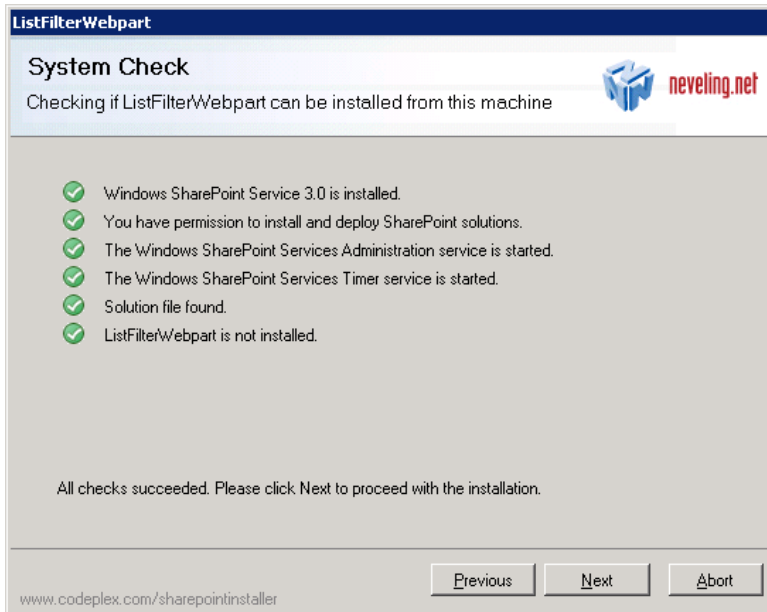 ListFilterWebpart
System Check
Checking if ListFilterWebpart can be installed from this machine
neveling.net
Windows SharePoint Service 3.0 is installed.
You have permission to install and deploy SharePoint solutions.
The Windows SharePoint Services Administration service is started.
The Windows SharePoint Services Timer service is started.
Solution file found.
ListFilterWebpart is not installed.
All checks succeeded. Please click Next to proceed with the installation.
Previous
Next
Abort
www.codeplex.com/sharepointinstaller